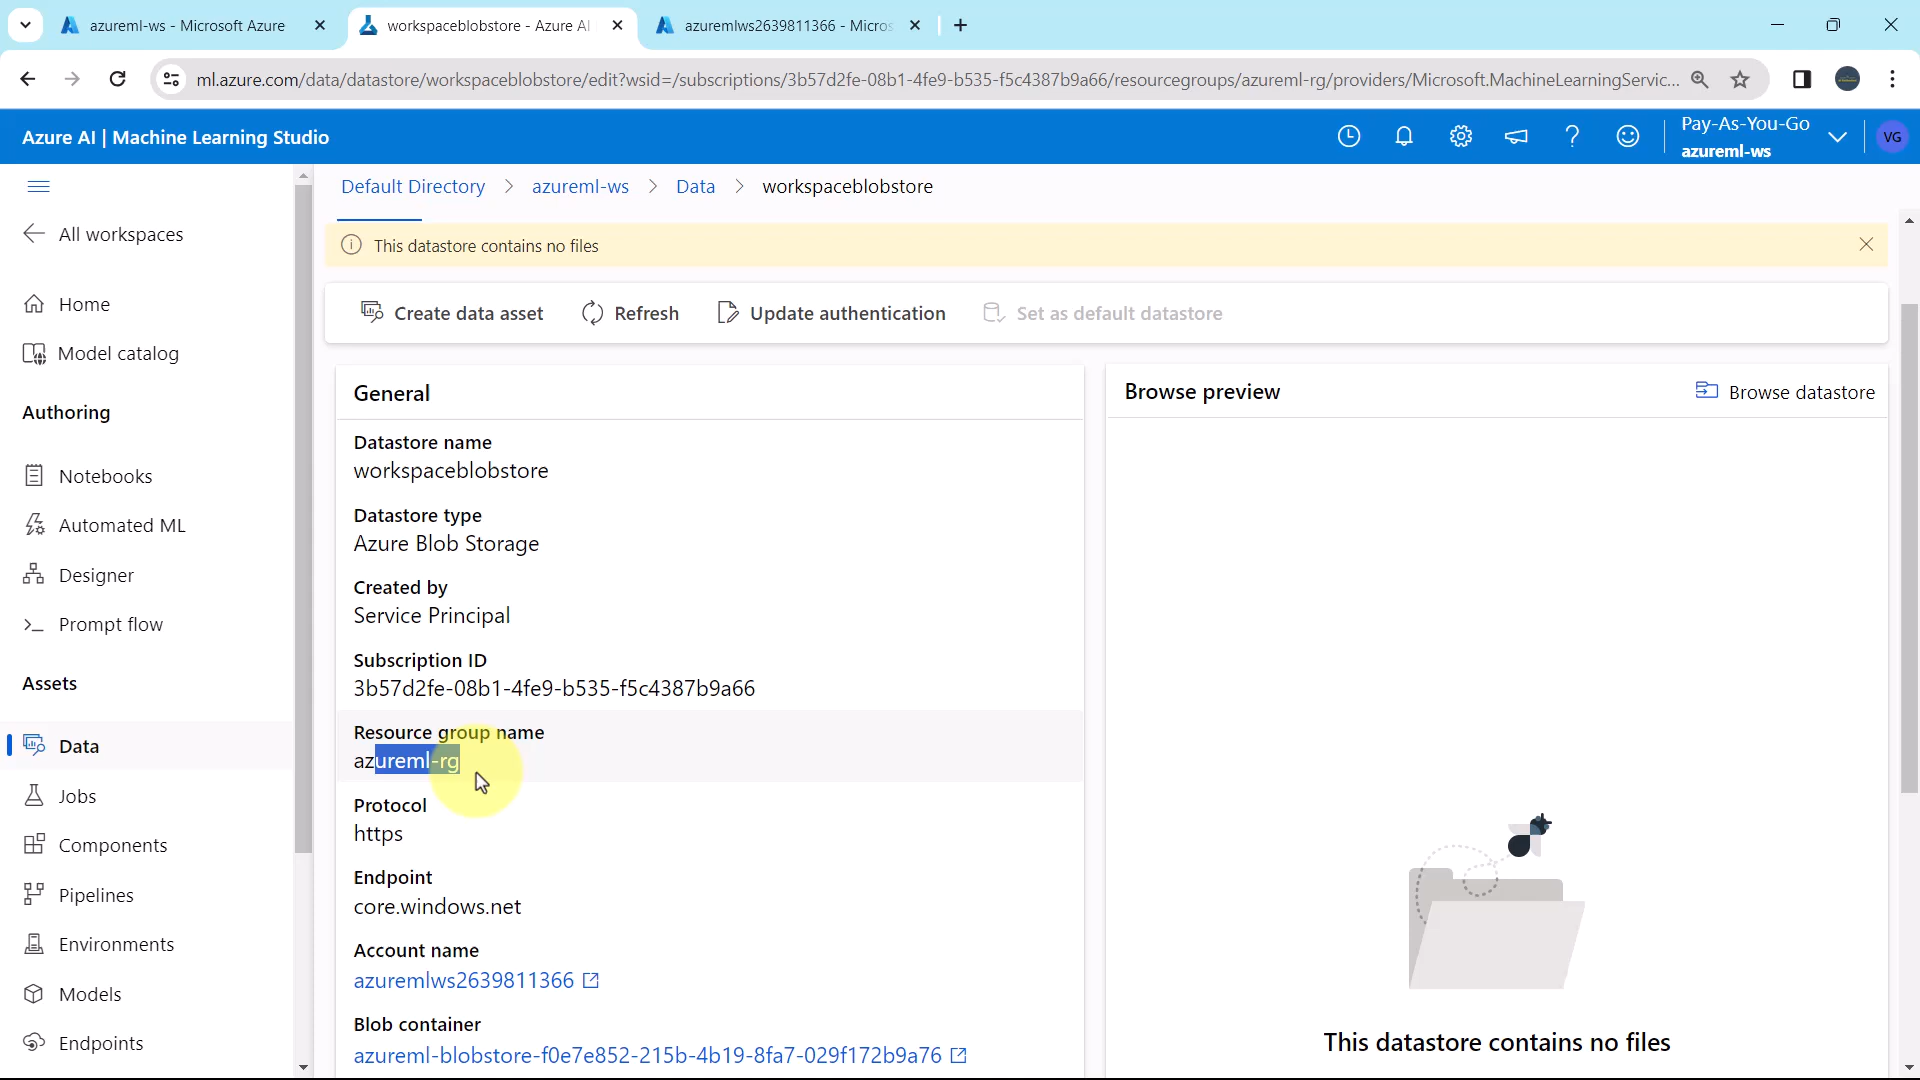 azureml-ws - Microsoft Azure
workspaceblobstore - Azure AI
azuremlws2639811366 - Micros
ml.azure.com/data/datastore/workspaceblobstore/edit?wsid=/subscriptions/3b57d2fe-08b1-4fe9-b535-f5c4387b9a66/resourcegroups/azureml-rg/providers/Microsoft.MachineLearningServic...
Azure AI | Machine Learning Studio
Pay-As-You-Go
azureml-ws
VG
All workspaces
Home
Model catalog
Authoring
Notebooks
Automated ML
Designer
Prompt flow
Assets
Data
Jobs
Components
Pipelines
Environments
Models
Endpoints
Default Directory > azureml-ws > Data > workspaceblobstore
This datastore contains no files
Create data asset
Refresh
Update authentication
Set as default datastore
General
Datastore name
workspaceblobstore
Datastore type
Azure Blob Storage
Created by
Service Principal
Subscription ID
3b57d2fe-08b1-4fe9-b535-f5c4387b9a66
Resource group name
azureml-rg
Protocol
https
Endpoint
core.windows.net
Account name
azuremlws2639811366
Blob container
azureml-blobstore-f0e7e852-215b-4b19-8fa7-029f172b9a76
Browse preview
Browse datastore
This datastore contains no files